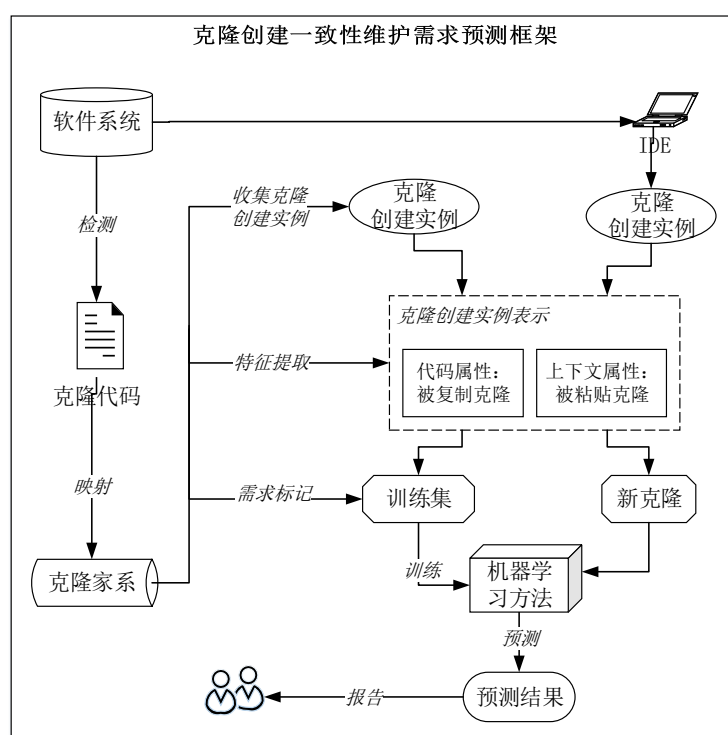 克隆创建一致性维护需求预测框架
软件系统
IDE
检测
收集克隆
创建实例
克隆
创建实例
克隆
创建实例
克隆创建实例表示
特征提取
代码属性:
被复制克隆
上下文属性:
被粘贴克隆
克隆代码
映射
需求标记
训练集
新克隆
克隆家系
训练
机器学
习方法
预测
报告
预测结果